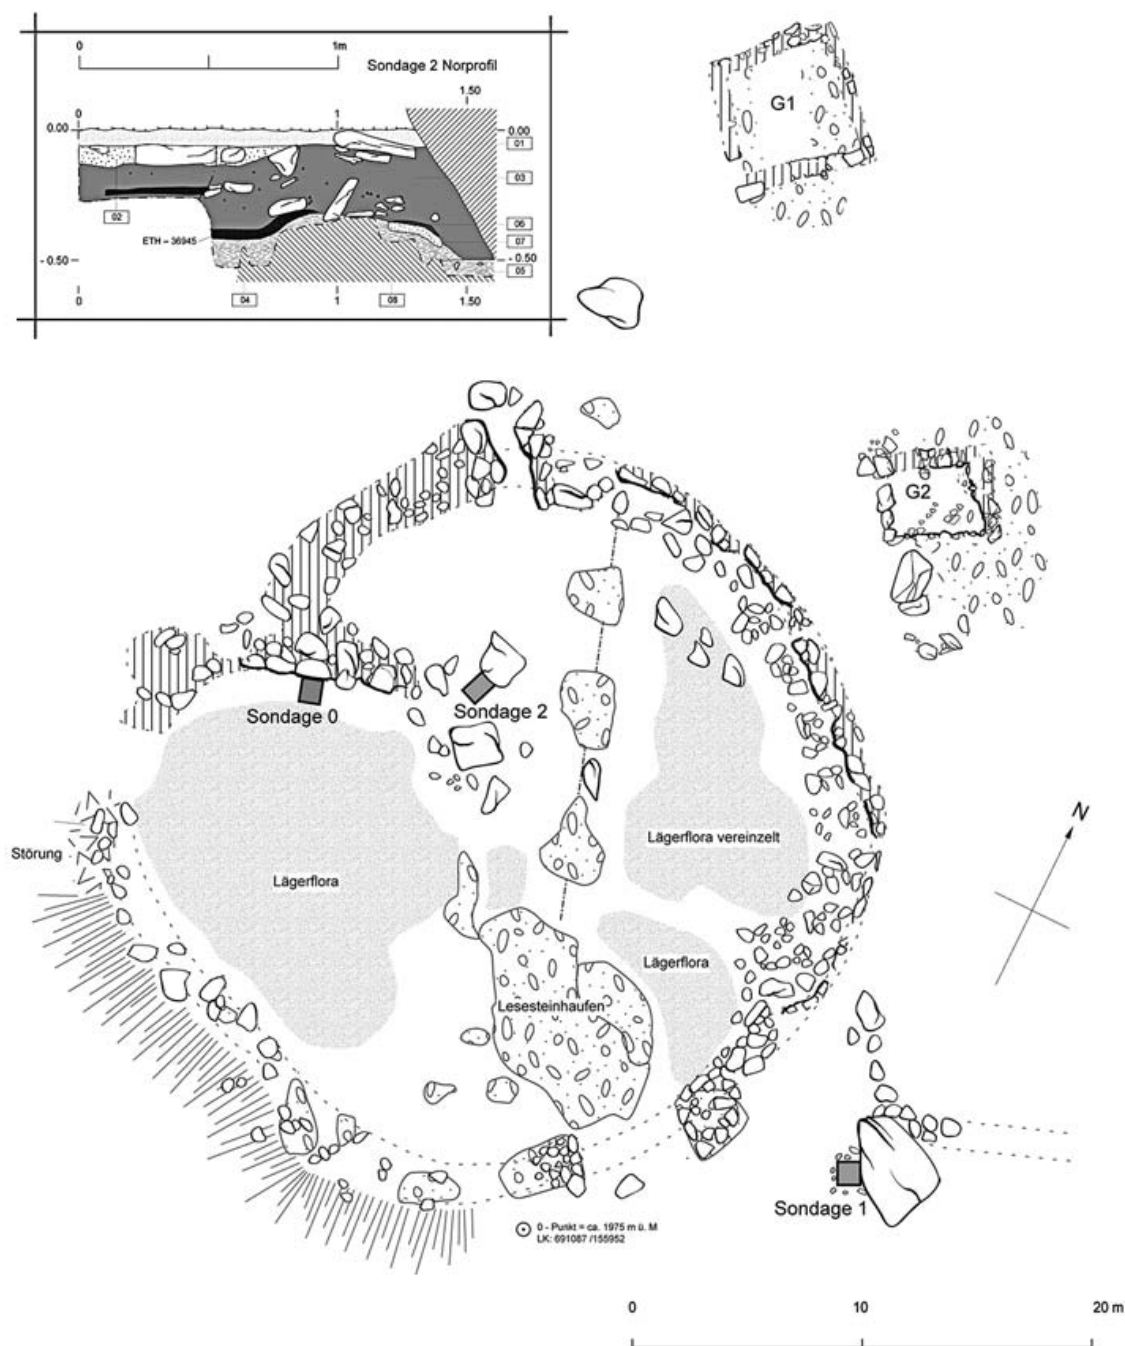 0 1m
Sondage 2 Norprofil
1.50
0 1
0.00 0.00
01
03
02
06
ETH – 36945
07
- 0.50 - 0.50
05
04 08
0 1 1.50
G1
G2
Sondage 0
Sondage 2
N
Lägerflora vereinzelt
Störung
Lägerflora
Lägerflora
Lesesteinhaufen
Sondage 1
0 - Punkt = ca. 1975 m ü. M
LK: 691087 /155952
0 10 20 m